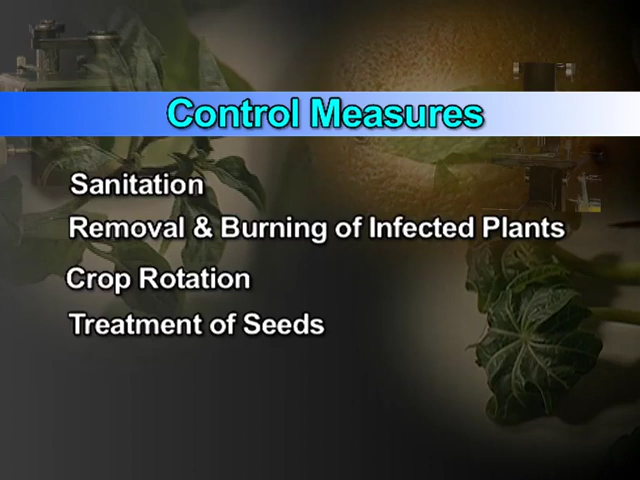 Control Measures
Sanitation
Removal & Burning of Infected Plants
Crop Rotation
Treatment of Seeds